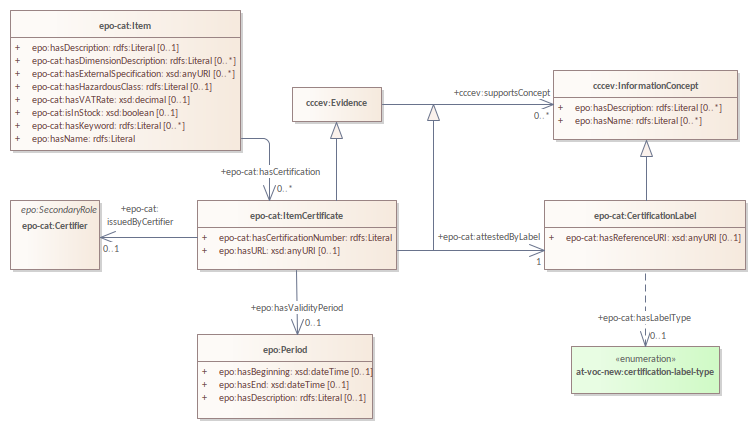 epo-cat:Item
+ epo:hasDescription: rdfs:Literal [0..1]
+ epo-cat:hasDimensionDescription: rdfs:Literal [0..*]
+ epo-cat:hasExternalSpecification: xsd:anyURI [0..*]
+ epo-cat:hasHazardousClass: rdfs:Literal [0..1]
+ epo-cat:hasVATRate: xsd:decimal [0..1]
+ epo-cat:isInStock: xsd:boolean [0..1]
+ epo-cat:hasKeyword: rdfs:Literal [0..*]
+ epo-cat:hasName: rdfs:Literal
cccev:Evidence
+cccev:supportsConcept
0..*
cccev:InformationConcept
+ epo:hasDescription: rdfs:Literal [0..*]
+ epo:hasName: rdfs:Literal [0..*]
+epo-cat:hasCertification
0..*
epo:SecondaryRole
epo-cat:Certifier
+epo-cat:
issuedByCertifier
0..1
epo-cat:ItemCertificate
+ epo-cat:hasCertificationNumber: rdfs:Literal
+ epo:hasURL: xsd:anyURI [0..1]
+epo-cat:attestedByLabel
1
epo-cat:CertificationLabel
+ epo-cat:hasReferenceURI: xsd:anyURI [0..1]
+epo:hasValidityPeriod
0..1
+epo-cat:hasLabelType
0..1
epo:Period
+ epo:hasBeginning: xsd:dateTime [0..1]
+ epo:hasEnd: xsd:dateTime [0..1]
+ epo:hasDescription: rdfs:Literal [0..1]
«enumeration»
at-voc-new:certification-label-type